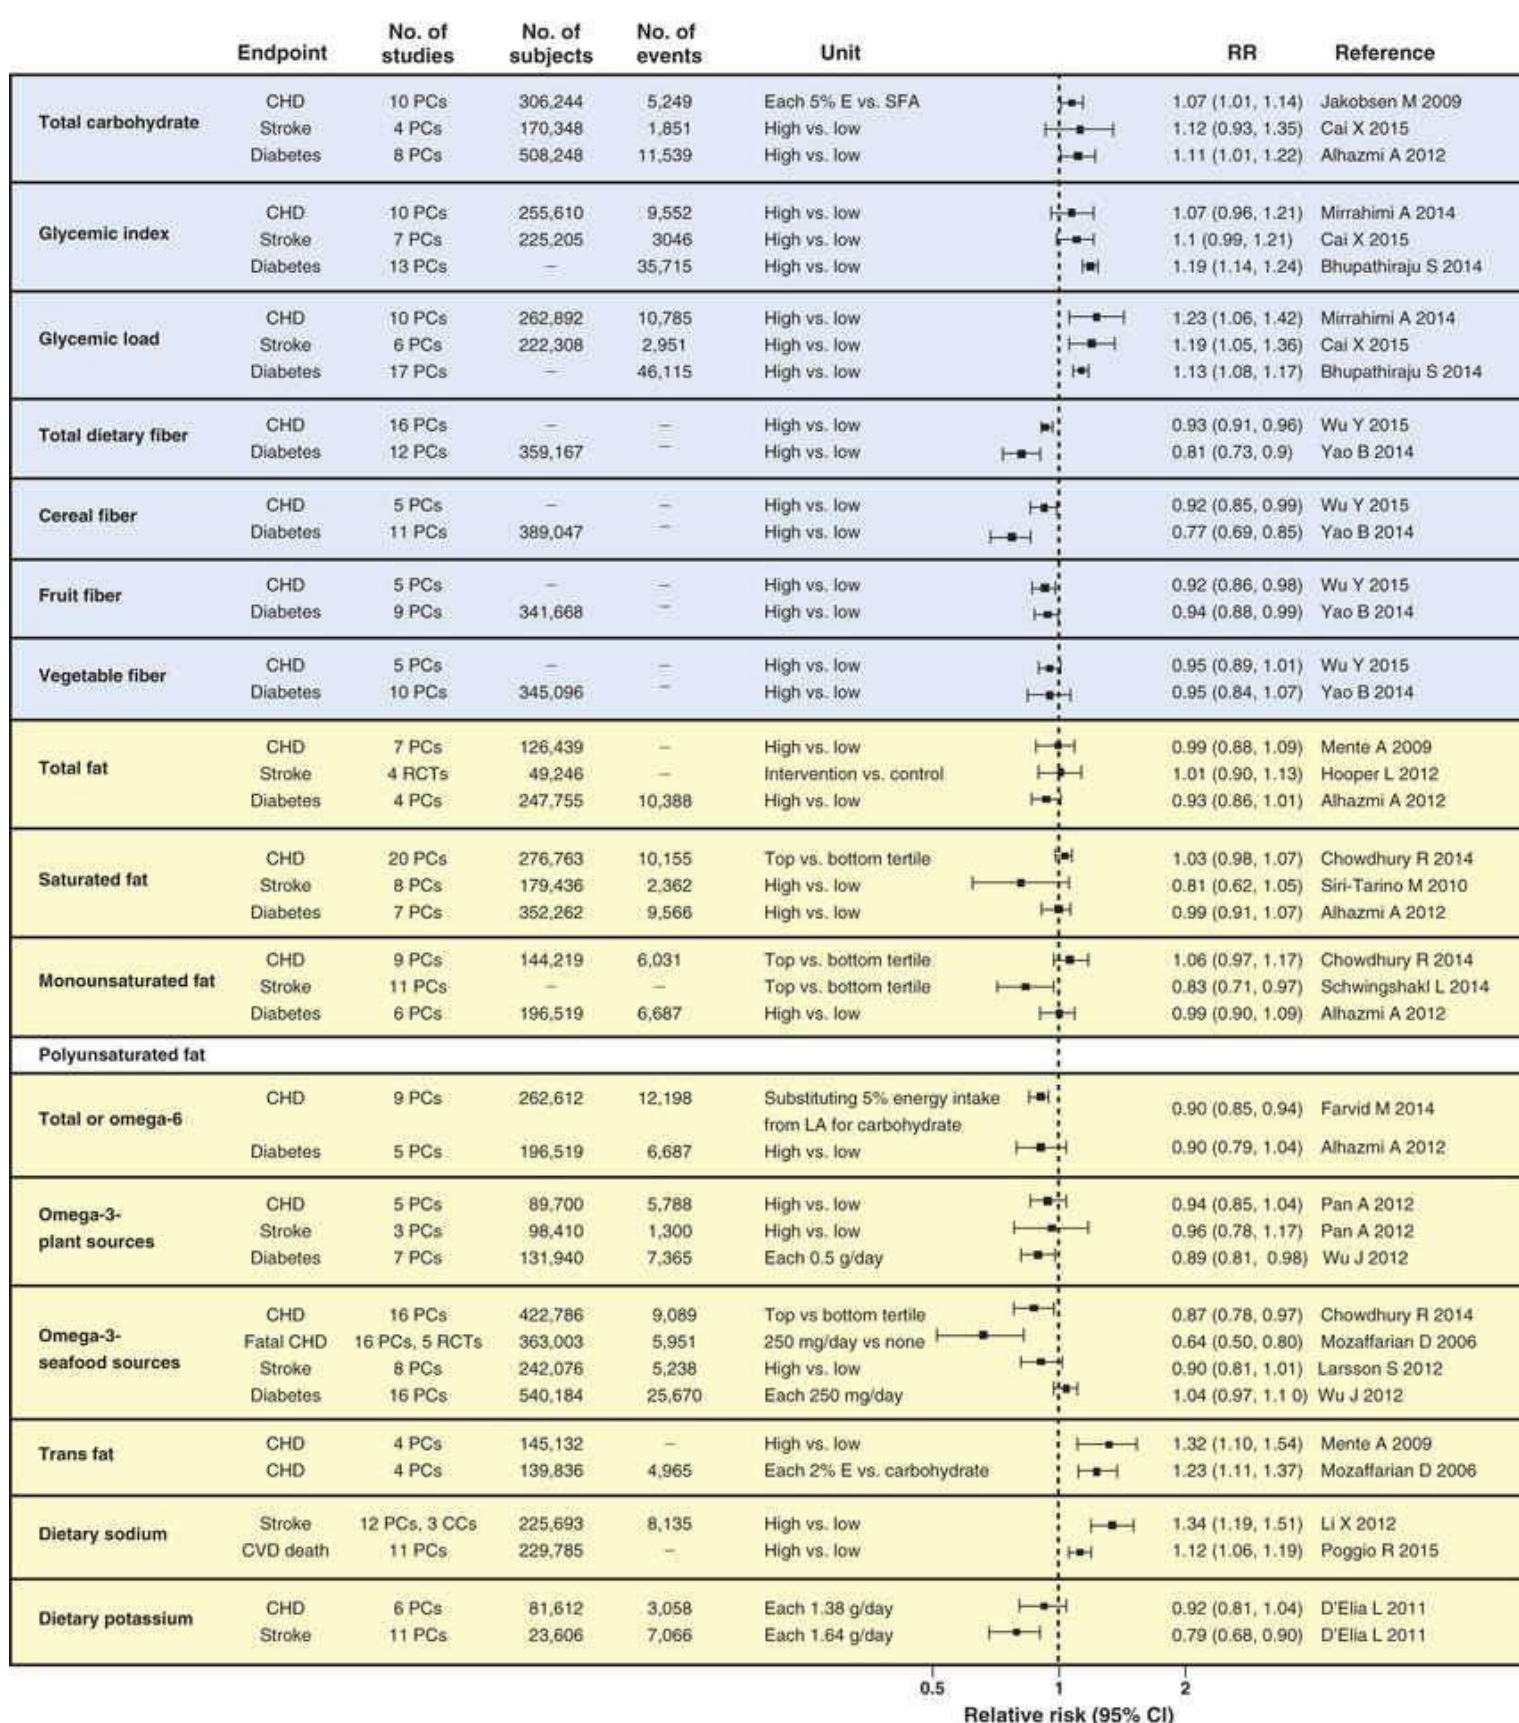 Endpoint No. of studies No. of subjects No. of events Unit RR Reference
Total carbohydrate
CHD 10 PCs 306,244 5,249 Each 5% E vs. SFA 1.07 (1.01, 1.14) Jakobsen M 2009
Stroke 4 PCs 170,348 1,851 High vs. low 1.12 (0.93, 1.35) Cai X 2015
Diabetes 8 PCs 508,248 11,539 High vs. low 1.11 (1.01, 1.22) Alhazmi A 2012
Glycemic index
CHD 10 PCs 255,610 9,552 High vs. low 1.07 (0.96, 1.21) Mirrahimi A 2014
Stroke 7 PCs 225,205 3046 High vs. low 1.1 (0.99, 1.21) Cai X 2015
Diabetes 13 PCs – 35,715 High vs. low 1.19 (1.14, 1.24) Bhupathiraju S 2014
Glycemic load
CHD 10 PCs 262,892 10,785 High vs. low 1.23 (1.06, 1.42) Mirrahimi A 2014
Stroke 6 PCs 222,308 2,951 High vs. low 1.19 (1.05, 1.36) Cai X 2015
Diabetes 17 PCs – 46,115 High vs. low 1.13 (1.08, 1.17) Bhupathiraju S 2014
Total dietary fiber
CHD 16 PCs – – High vs. low 0.93 (0.91, 0.96) Wu Y 2015
Diabetes 12 PCs 359,167 – High vs. low 0.81 (0.73, 0.9) Yao B 2014
Cereal fiber
CHD 5 PCs – – High vs. low 0.92 (0.85, 0.99) Wu Y 2015
Diabetes 11 PCs 389,047 – High vs. low 0.77 (0.69, 0.85) Yao B 2014
Fruit fiber
CHD 5 PCs – – High vs. low 0.92 (0.86, 0.98) Wu Y 2015
Diabetes 9 PCs 341,668 – High vs. low 0.94 (0.88, 0.99) Yao B 2014
Vegetable fiber
CHD 5 PCs – – High vs. low 0.95 (0.89, 1.01) Wu Y 2015
Diabetes 10 PCs 345,096 – High vs. low 0.95 (0.84, 1.07) Yao B 2014
Total fat
CHD 7 PCs 126,439 – High vs. low 0.99 (0.88, 1.09) Mente A 2009
Stroke 4 RCTs 49,246 – Intervention vs. control 1.01 (0.90, 1.13) Hooper L 2012
Diabetes 4 PCs 247,755 10,388 High vs. low 0.93 (0.86, 1.01) Alhazmi A 2012
Saturated fat
CHD 20 PCs 276,763 10,155 Top vs. bottom tertile 1.03 (0.98, 1.07) Chowdhury R 2014
Stroke 8 PCs 179,436 2,362 High vs. low 0.81 (0.62, 1.05) Siri-Tarino M 2010
Diabetes 7 PCs 352,262 9,566 High vs. low 0.99 (0.91, 1.07) Alhazmi A 2012
Monounsaturated fat
CHD 9 PCs 144,219 6,031 Top vs. bottom tertile 1.06 (0.97, 1.17) Chowdhury R 2014
Stroke 11 PCs – – Top vs. bottom tertile 0.83 (0.71, 0.97) Schwingshakl L 2014
Diabetes 6 PCs 196,519 6,687 High vs. low 0.99 (0.90, 1.09) Alhazmi A 2012
Polyunsaturated fat
Total or omega-6
CHD 9 PCs 262,612 12,198 Substituting 5% energy intake
from LA for carbohydrate 0.90 (0.85, 0.94) Farvid M 2014
Diabetes 5 PCs 196,519 6,687 High vs. low 0.90 (0.79, 1.04) Alhazmi A 2012
Omega-3-
plant sources
CHD 5 PCs 89,700 5,788 High vs. low 0.94 (0.85, 1.04) Pan A 2012
Stroke 3 PCs 98,410 1,300 High vs. low 0.96 (0.78, 1.17) Pan A 2012
Diabetes 7 PCs 131,940 7,365 Each 0.5 g/day 0.89 (0.81, 0.98) Wu J 2012
Omega-3-
seafood sources
CHD 16 PCs 422,786 9,089 Top vs bottom tertile 0.87 (0.78, 0.97) Chowdhury R 2014
Fatal CHD 16 PCs, 5 RCTs 363,003 5,951 250 mg/day vs none 0.64 (0.50, 0.80) Mozaffarian D 2006
Stroke 8 PCs 242,076 5,238 High vs. low 0.90 (0.81, 1.01) Larsson S 2012
Diabetes 16 PCs 540,184 25,670 Each 250 mg/day 1.04 (0.97, 1.1 0) Wu J 2012
Trans fat
CHD 4 PCs 145,132 – High vs. low 1.32 (1.10, 1.54) Mente A 2009
CHD 4 PCs 139,836 4,965 Each 2% E vs. carbohydrate 1.23 (1.11, 1.37) Mozaffarian D 2006
Dietary sodium
Stroke 12 PCs, 3 CCs 225,693 8,135 High vs. low 1.34 (1.19, 1.51) Li X 2012
CVD death 11 PCs 229,785 – High vs. low 1.12 (1.06, 1.19) Poggio R 2015
Dietary potassium
CHD 6 PCs 81,612 3,058 Each 1.38 g/day 0.92 (0.81, 1.04) D'Elia L 2011
Stroke 11 PCs 23,606 7,066 Each 1.64 g/day 0.79 (0.68, 0.90) D'Elia L 2011
0.5 1 2
Relative risk (95% CI)